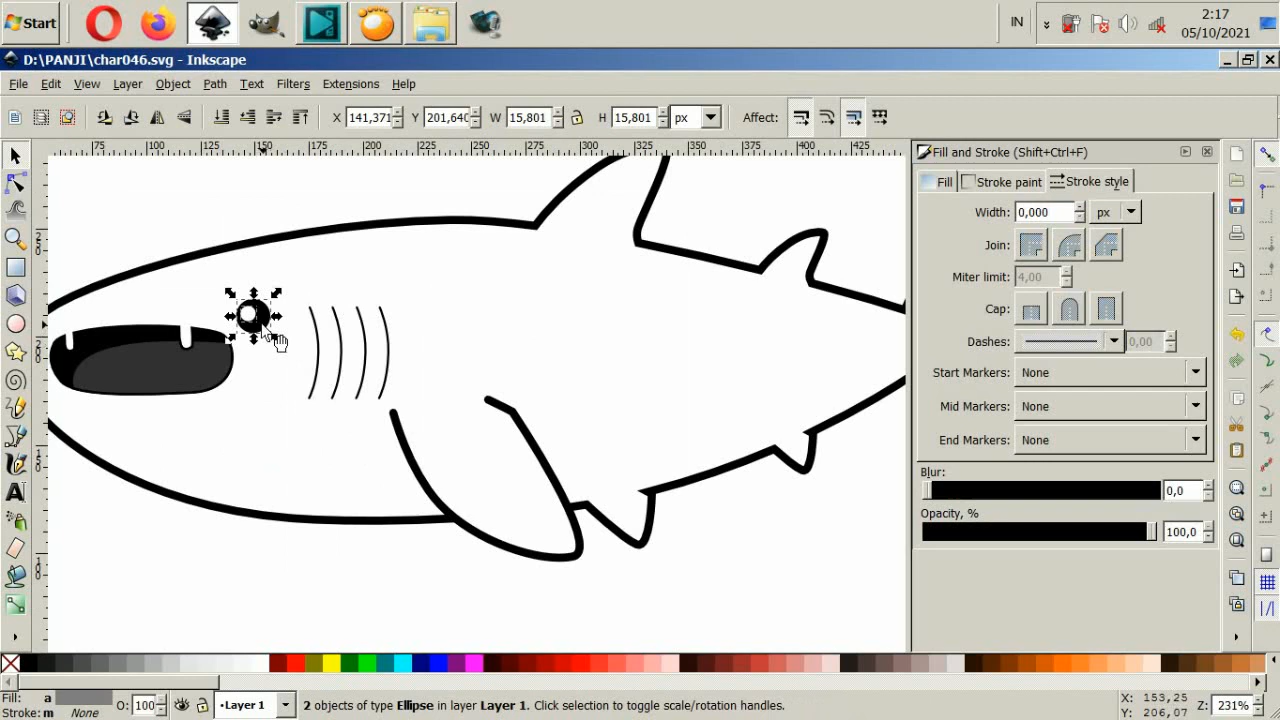 Start
IN
2:17
05/10/2021
D:\PANJI\char046.svg - Inkscape
File Edit View Layer Object Path Text Filters Extensions Help
X 141,371 Y 201,640 W 15,801 H 15,801 px Affect:
75 100 125 150 175 200 225 250 275 300 325 350 375 400 425
Fill and Stroke (Shift+Ctrl+F)
Fill Stroke paint Stroke style
Width: 0,000 px
Join:
Miter limit: 4,00
Cap:
Dashes: 0,00
Start Markers: None
Mid Markers: None
End Markers: None
Blur:
0,0
Opacity, %
100,0
Fill: a
Stroke: m None
O: 100
Layer 1
2 objects of type Ellipse in layer Layer 1. Click selection to toggle scale/rotation handles.
X: 153,25
Y: 206,07
Z: 231%